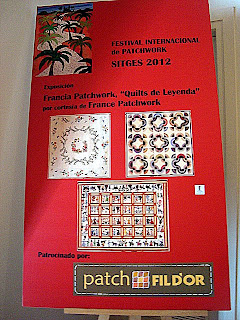 FESTIVAL INTERNACIONAL
de PATCHWORK
SITGES 2012
Exposición
Francia Patchwork, "Quilts de Leyenda"
por cortesía de France Patchwork
Patrocinado por:
patch FILD'OR